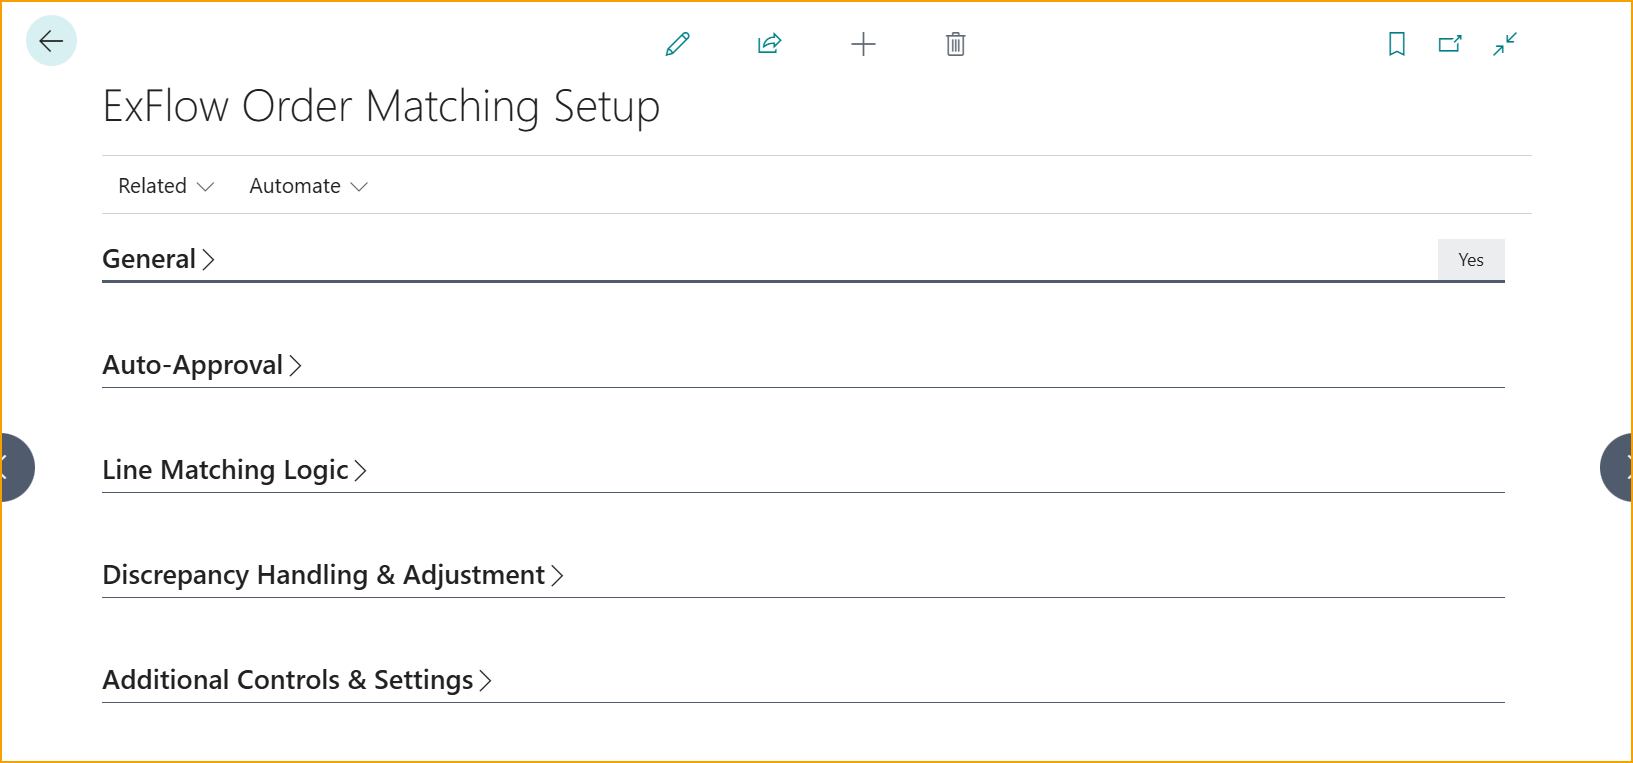 ExFlow Order Matching Setup
Related Automate
General Yes
Auto-Approval
Line Matching Logic
Discrepancy Handling & Adjustment
Additional Controls & Settings